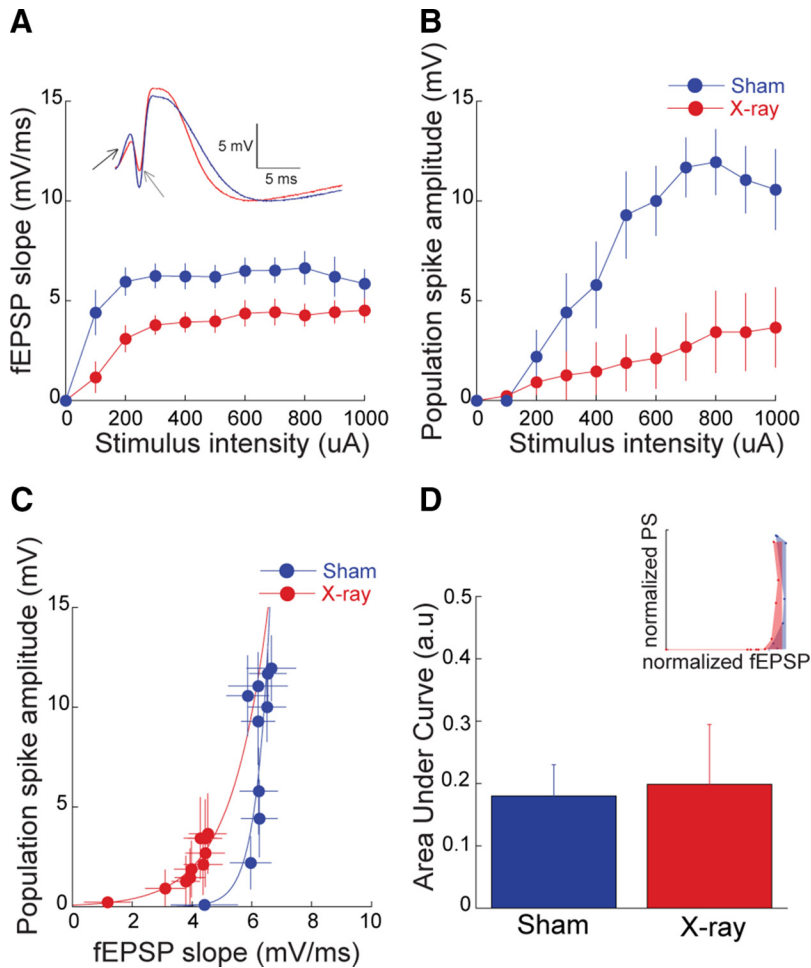 A
fEPSP slope (mV/ms)
15
10
5
0
5 mV
5 ms
0 200 400 600 800 1000
Stimulus intensity (uA)
B
Population spike amplitude (mV)
15
10
5
0
Sham
X-ray
0 200 400 600 800 1000
Stimulus intensity (uA)
C
Population spike amplitude (mV)
15
10
5
0
Sham
X-ray
0 2 4 6 8 10
fEPSP slope (mV/ms)
D
Area Under Curve (a.u)
0.5
0.4
0.3
0.2
0.1
0
normalized PS
normalized fEPSP
Sham
X-ray